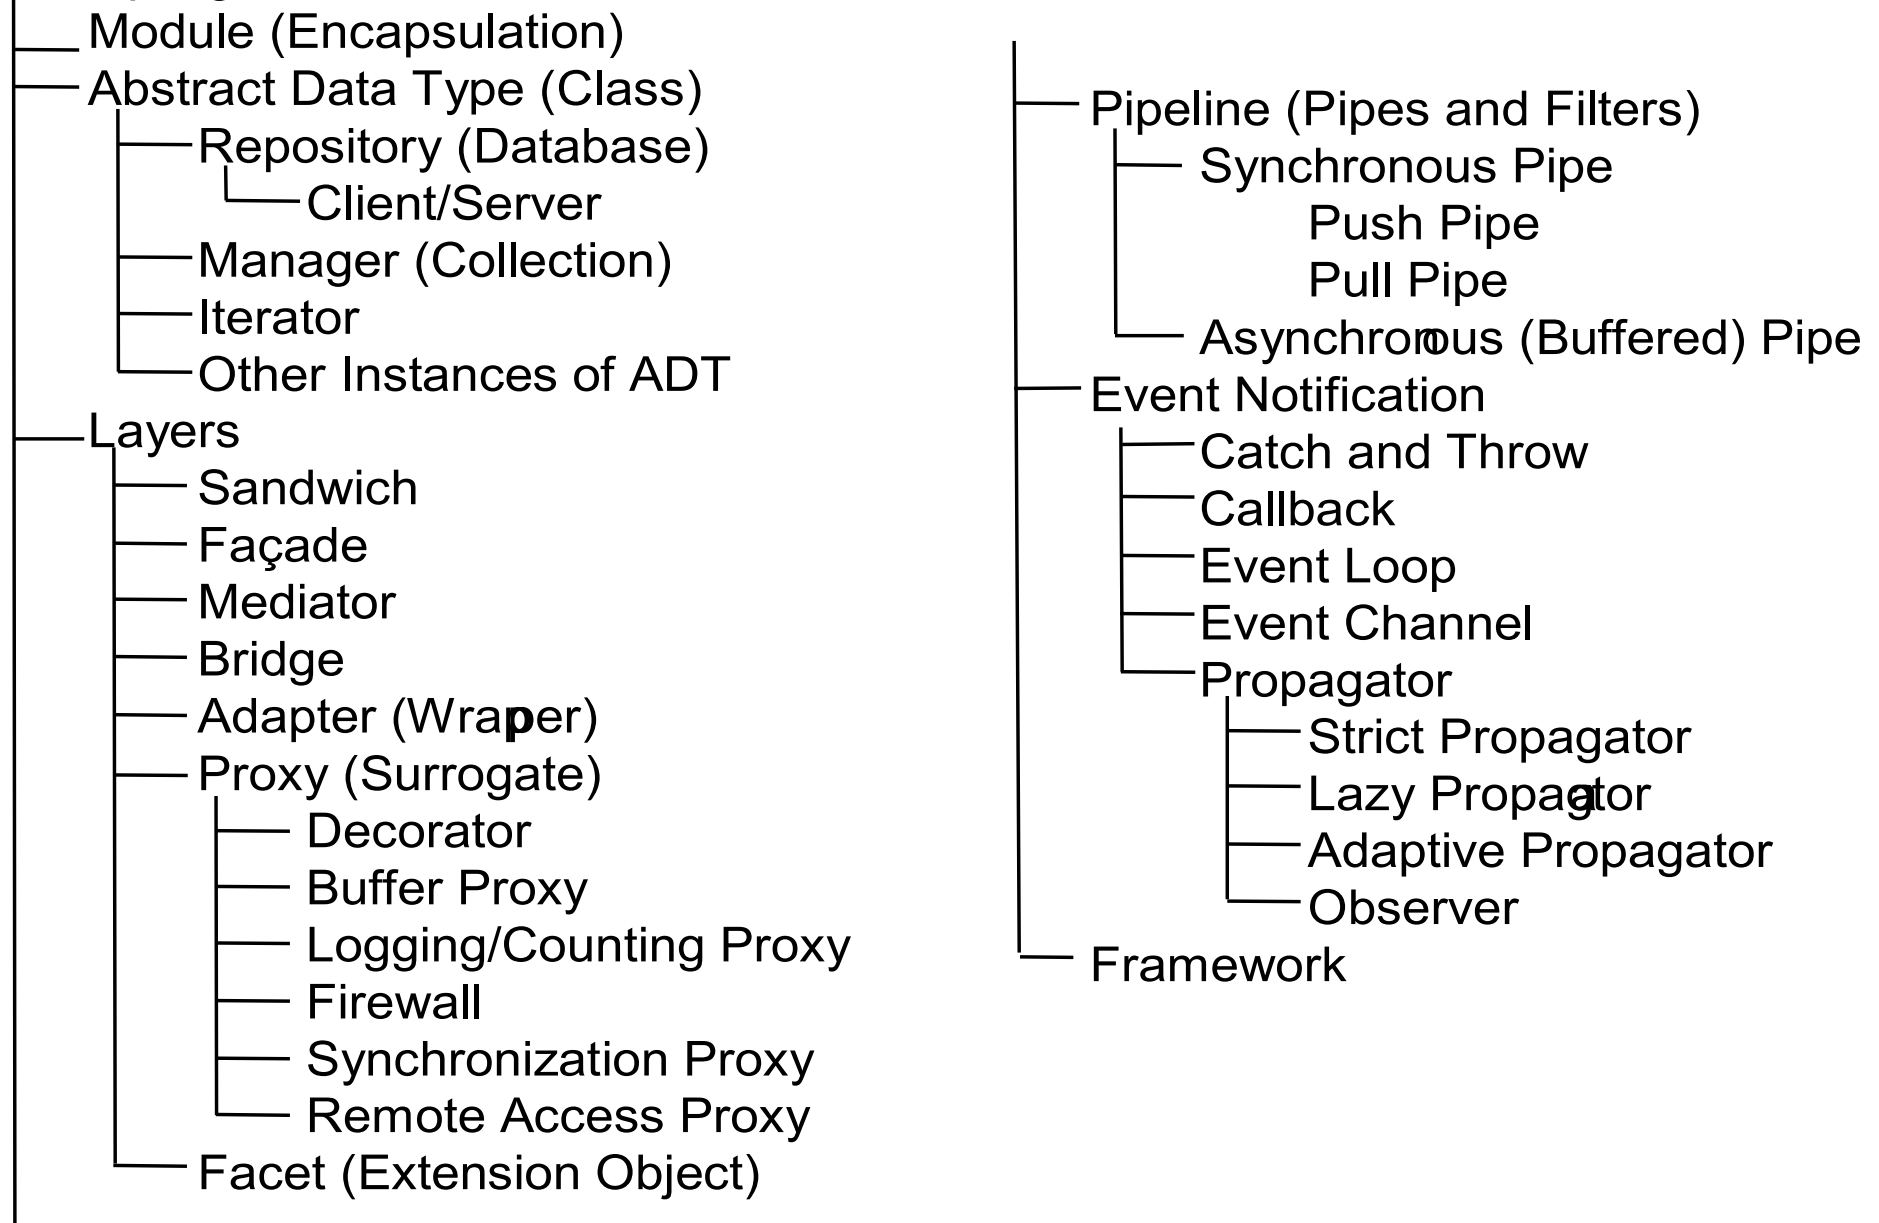 Module (Encapsulation)
Abstract Data Type (Class)
Repository (Database)
Client/Server
Manager (Collection)
Iterator
Other Instances of ADT
Layers
Sandwich
Façade
Mediator
Bridge
Adapter (Wrapper)
Proxy (Surrogate)
Decorator
Buffer Proxy
Logging/Counting Proxy
Firewall
Synchronization Proxy
Remote Access Proxy
Facet (Extension Object)
Pipeline (Pipes and Filters)
Synchronous Pipe
Push Pipe
Pull Pipe
Asynchronous (Buffered) Pipe
Event Notification
Catch and Throw
Callback
Event Loop
Event Channel
Propagator
Strict Propagator
Lazy Propagator
Adaptive Propagator
Observer
Framework